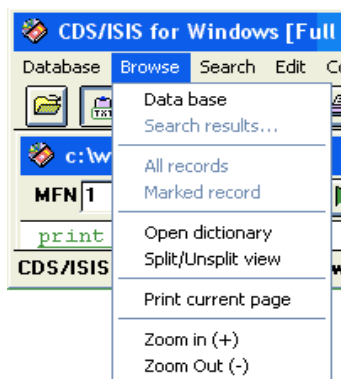 CDS/ISIS for Windows [Full
Database Browse Search Edit
TXT
Data base
Search results...
c:\w
All records
MFN 1
Marked record
print
Open dictionary
CDS/ISIS
Split/Unsplit view
Print current page
Zoom in (+)
Zoom Out (-)